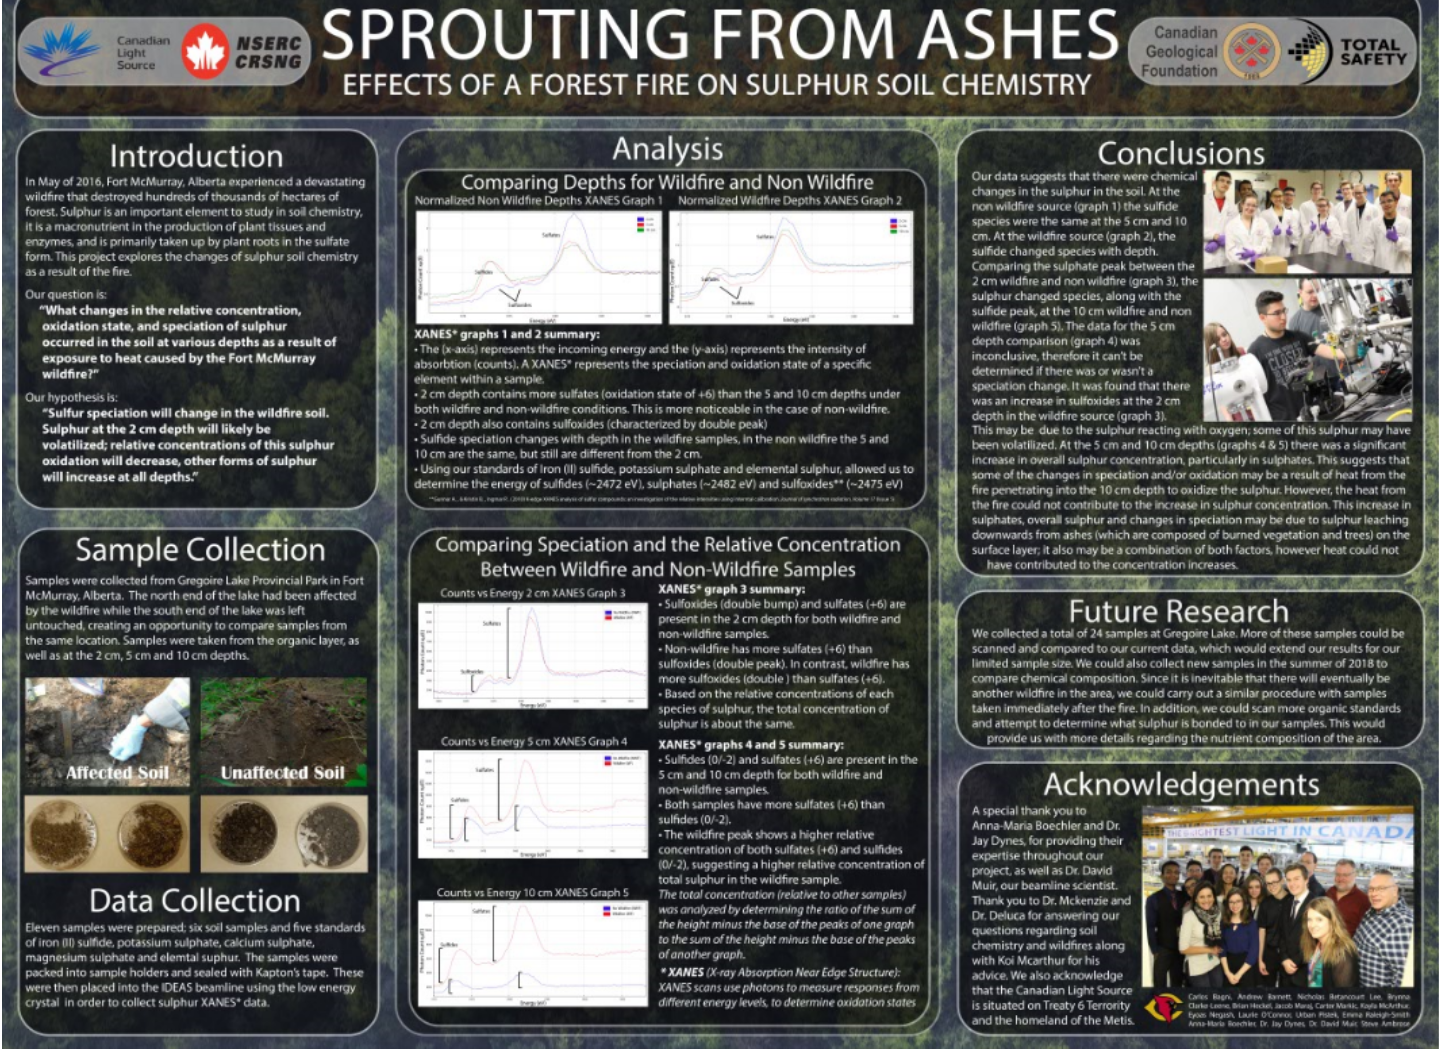 Canadian
Light
Source
NSERC
CRSNG
SPROUTING FROM ASHES
EFFECTS OF A FOREST FIRE ON SULPHUR SOIL CHEMISTRY
Canadian
Geological
Foundation
TOTAL
SAFETY
Introduction
In May of 2016, Fort McMurray, Alberta experienced a devastating
wildfire that destroyed hundreds of thousands of hectares of
forest. Sulphur is an important element to study in soil chemistry,
it is a macronutrient in the production of plant tissues and
enzymes, and is primarily taken up by plant roots in the sulfate
form. This project explores the changes of sulphur soil chemistry
as a result of the fire.
Our question is:
"What changes in the relative concentration,
oxidation state, and speciation of sulphur
occurred in the soil at various depths as a result of
exposure to heat caused by the Fort McMurray
wildfire?"
Our hypothesis is:
"Sulfur speciation will change in the wildfire soil.
Sulphur at the 2 cm depth will likely be
volatilized; relative concentrations of this sulphur
oxidation will decrease, other forms of sulphur
will increase at all depths."
Sample Collection
Samples were collected from Gregoire Lake Provincial Park in Fort
McMurray, Alberta. The north end of the lake had been affected
by the wildfire while the south end of the lake was left
untouched, creating an opportunity to compare samples from
the same location. Samples were taken from the organic layer, as
well as at the 2 cm, 5 cm and 10 cm depths.
Affected Soil
Unaffected Soil
Data Collection
Eleven samples were prepared; six soil samples and five standards
of iron (II) sulfide, potassium sulphate, calcium sulphate,
magnesium sulphate and elemtal suphur. The samples were
packed into sample holders and sealed with Kapton's tape. These
were then placed into the IDEAS beamline using the low energy
crystal in order to collect sulphur XANES* data.
Analysis
Comparing Depths for Wildfire and Non Wildfire
Normalized Non Wildfire Depths XANES Graph 1
Sulfates
Sulfides
Sulfoxides
Energy (eV)
Normalized Wildfire Depths XANES Graph 2
Sulfates
Sulfides
Sulfoxides
Energy (eV)
XANES* graphs 1 and 2 summary:
• The (x-axis) represents the incoming energy and the (y-axis) represents the intensity of
absorbtion (counts). A XANES* represents the speciation and oxidation state of a specific
element within a sample.
• 2 cm depth contains more sulfates (oxidation state of +6) than the 5 and 10 cm depths under
both wildfire and non-wildfire conditions. This is more noticeable in the case of non-wildfire.
• 2 cm depth also contains sulfoxides (characterized by double peak)
• Sulfide speciation changes with depth in the wildfire samples, in the non wildfire the 5 and
10 cm are the same, but still are different from the 2 cm.
• Using our standards of Iron (II) sulfide, potassium sulphate and elemental sulphur, allowed us to
determine the energy of sulfides (~2472 eV), sulphates (~2482 eV) and sulfoxides** (~2475 eV)
Comparing Speciation and the Relative Concentration
Between Wildfire and Non-Wildfire Samples
Counts vs Energy 2 cm XANES Graph 3
Sulfates
Sulfoxides
Energy (eV)
Counts vs Energy 5 cm XANES Graph 4
Sulfates
Sulfides
Energy (eV)
Counts vs Energy 10 cm XANES Graph 5
Sulfates
Sulfides
Energy (eV)
XANES* graph 3 summary:
• Sulfoxides (double bump) and sulfates (+6) are
present in the 2 cm depth for both wildfire and
non-wildfire samples.
• Non-wildfire has more sulfates (+6) than
sulfoxides (double peak). In contrast, wildfire has
more sulfoxides (double ) than sulfates (+6).
• Based on the relative concentrations of each
species of sulphur, the total concentration of
sulphur is about the same.
XANES* graphs 4 and 5 summary:
• Sulfides (0/-2) and sulfates (+6) are present in the
5 cm and 10 cm depth for both wildfire and
non-wildfire samples.
• Both samples have more sulfates (+6) than
sulfides (0/-2).
• The wildfire peak shows a higher relative
concentration of both sulfates (+6) and sulfides
(0/-2), suggesting a higher relative concentration of
total sulphur in the wildfire sample.
The total concentration (relative to other samples)
was analyzed by determining the ratio of the sum of
the height minus the base of the peaks of one graph
to the sum of the height minus the base of the peaks
of another graph.
* XANES (X-ray Absorption Near Edge Structure):
XANES scans use photons to measure responses from
different energy levels, to determine oxidation states
Conclusions
Our data suggests that there were chemical
changes in the sulphur in the soil. At the
non wildfire source (graph 1) the sulfide
species were the same at the 5 cm and 10
cm. At the wildfire source (graph 2), the
sulfide changed species with depth.
Comparing the sulphate peak between the
2 cm wildfire and non wildfire (graph 3), the
sulphur changed species, along with the
sulfide peak, at the 10 cm wildfire and non
wildfire (graph 5). The data for the 5 cm
depth comparison (graph 4) was
inconclusive, therefore it can't be
determined if there was or wasn't a
speciation change. It was found that there
was an increase in sulfoxides at the 2 cm
depth in the wildfire source (graph 3).
This may be due to the sulphur reacting with oxygen; some of this sulphur may have
been volatilized. At the 5 cm and 10 cm depths (graphs 4 & 5) there was a significant
increase in overall sulphur concentration, particularly in sulphates. This suggests that
some of the changes in speciation and/or oxidation may be a result of heat from the
fire penetrating into the 10 cm depth to oxidize the sulphur. However, the heat from
the fire could not contribute to the increase in sulphur concentration. This increase in
sulphates, overall sulphur and changes in speciation may be due to sulphur leaching
downwards from ashes (which are composed of burned vegetation and trees) on the
surface layer; it also may be a combination of both factors, however heat could not
have contributed to the concentration increases.
Future Research
We collected a total of 24 samples at Gregoire Lake. More of these samples could be
scanned and compared to our current data, which would extend our results for our
limited sample size. We could also collect new samples in the summer of 2018 to
compare chemical composition. Since it is inevitable that there will eventually be
another wildfire in the area, we could carry out a similar procedure with samples
taken immediately after the fire. In addition, we could scan more organic standards
and attempt to determine what sulphur is bonded to in our samples. This would
provide us with more details regarding the nutrient composition of the area.
Acknowledgements
A special thank you to
Anna-Maria Boechler and Dr.
Jay Dynes, for providing their
expertise throughout our
project, as well as Dr. David
Muir, our beamline scientist.
Thank you to Dr. Mckenzie and
Dr. Deluca for answering our
questions regarding soil
chemistry and wildfires along
with Koi Mcarthur for his
advice. We also acknowledge
that the Canadian Light Source
is situated on Treaty 6 Terrority
and the homeland of the Metis.
THE BRIGHTEST LIGHT IN CANADA
Carlos Bagni, Andrew Barnett, Nicholas Betancourt Lee, Brynna
Clarke-Leene, Brian Heckel, Jacob Maraj, Carter Markic, Kayla McArthur,
Eyoas Negash, Laurie O'Connor, Urban Pistek, Emma Raleigh-Smith
Anna-Maria Boechler, Dr. Jay Dynes, Dr. David Muir, Steve Ambrose